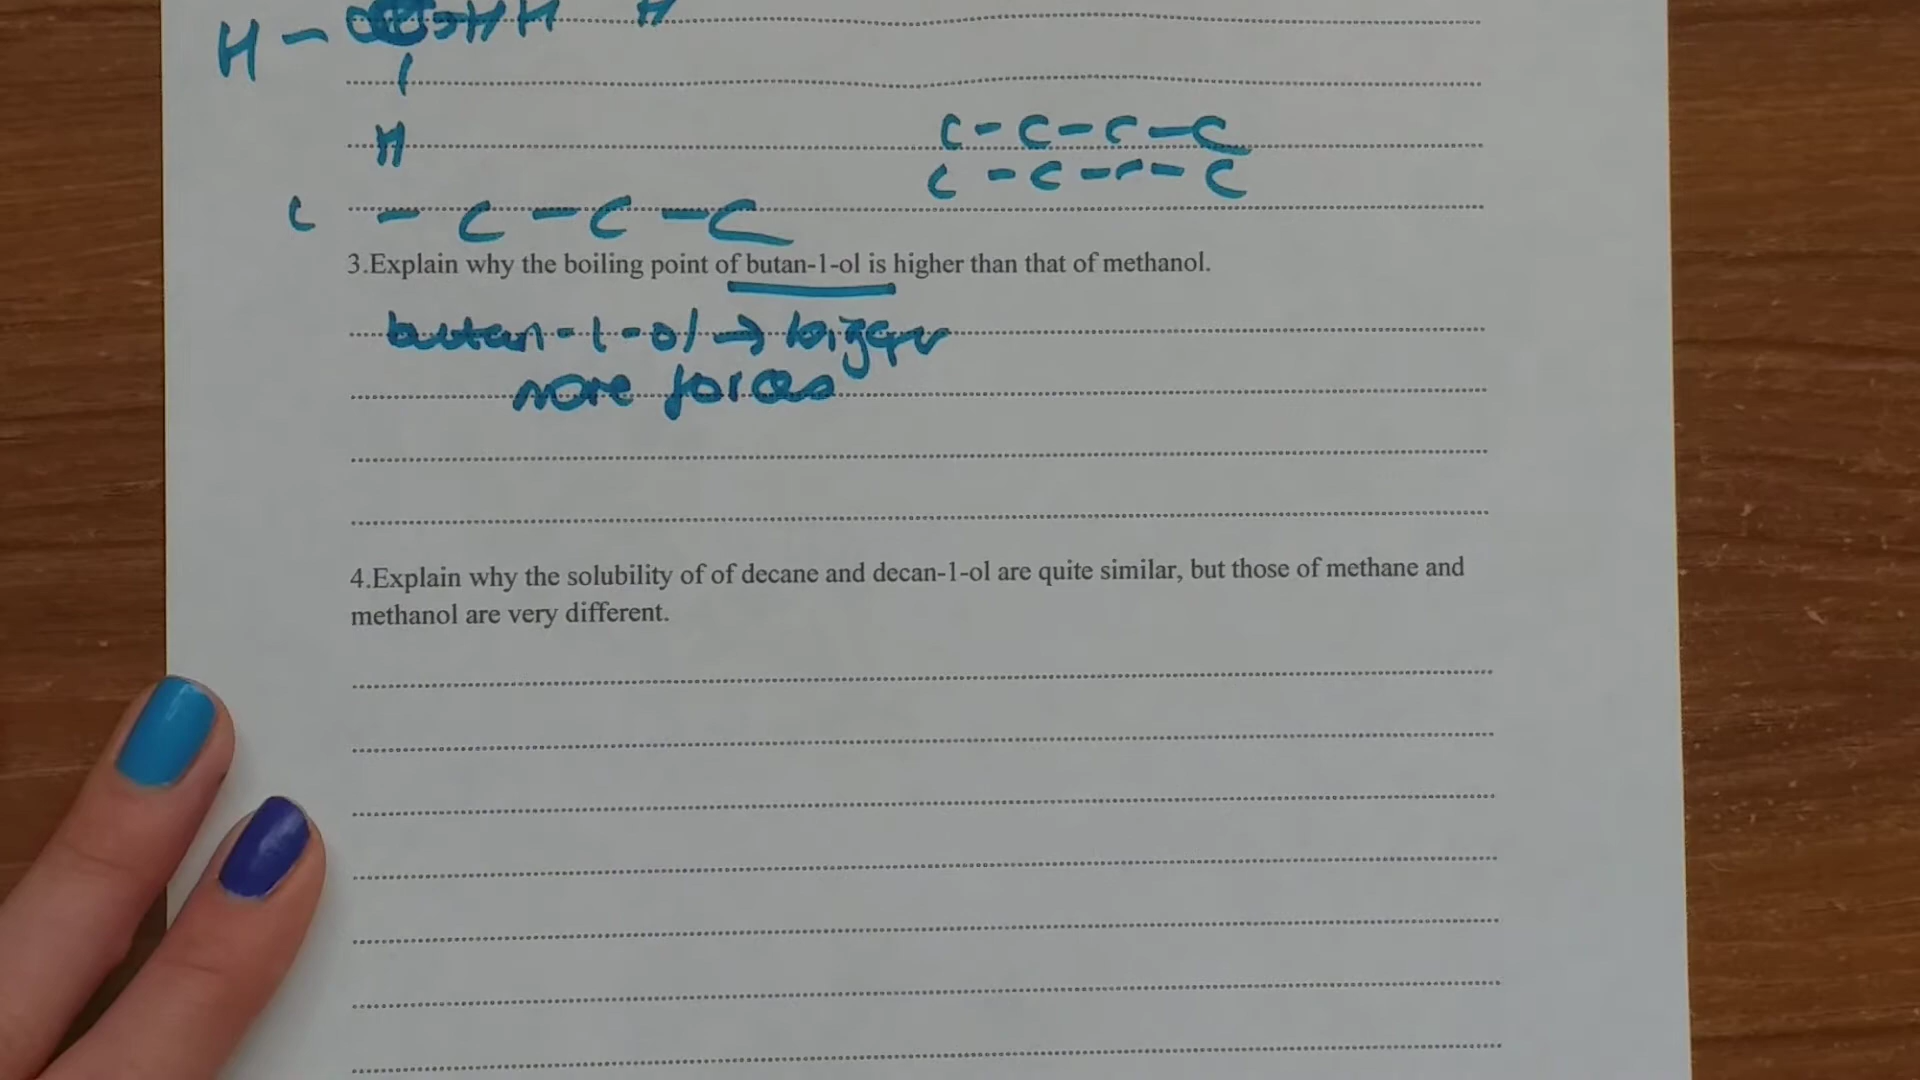 H
H - H H
H
C - C - C - C
C - C - - C
C - C - C - C
3.Explain why the boiling point of butan-1-ol is higher than that of methanol.
butan-1-ol → bigger
more forces
4.Explain why the solubility of of decane and decan-1-ol are quite similar, but those of methane and
methanol are very different.